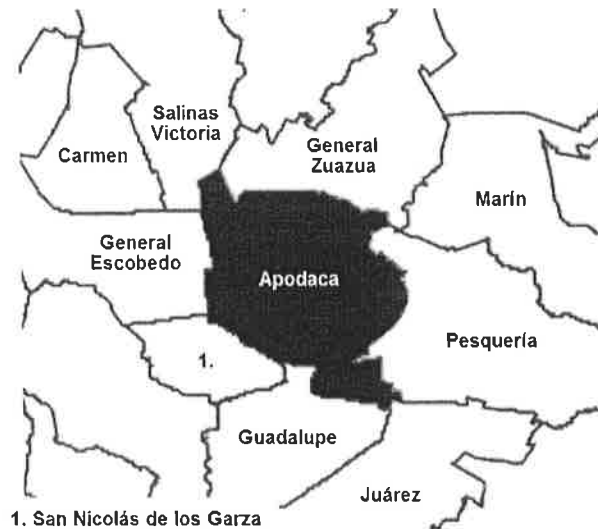 Salinas
Victoria
Carmen
General
Zuazua
Marín
General
Escobedo
Apodaca
Pesquería
1.
Guadalupe
Juárez
1. San Nicolás de los Garza